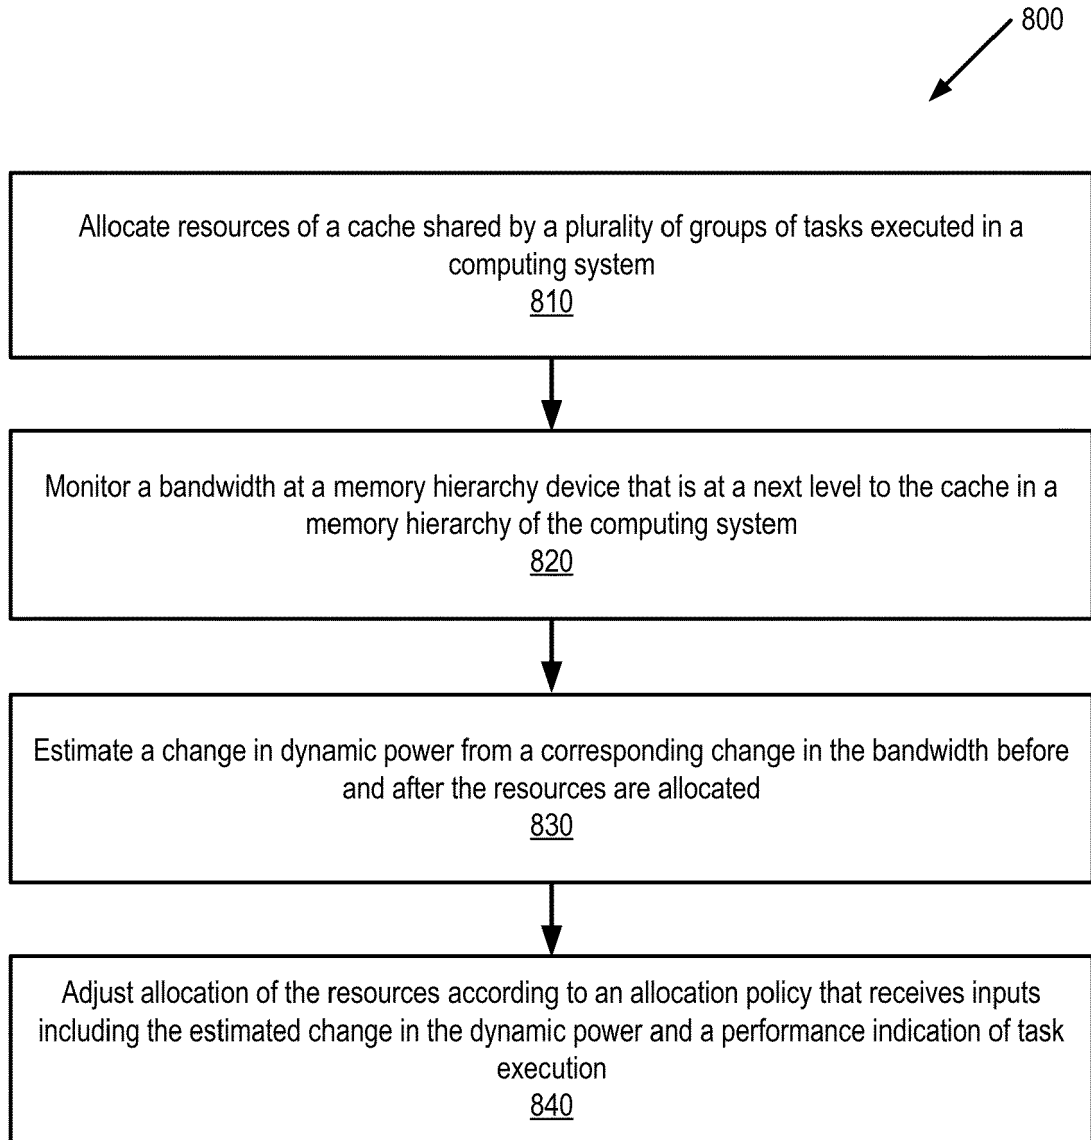 800
Allocate resources of a cache shared by a plurality of groups of tasks executed in a
computing system
810
Monitor a bandwidth at a memory hierarchy device that is at a next level to the cache in a
memory hierarchy of the computing system
820
Estimate a change in dynamic power from a corresponding change in the bandwidth before
and after the resources are allocated
830
Adjust allocation of the resources according to an allocation policy that receives inputs
including the estimated change in the dynamic power and a performance indication of task
execution
840